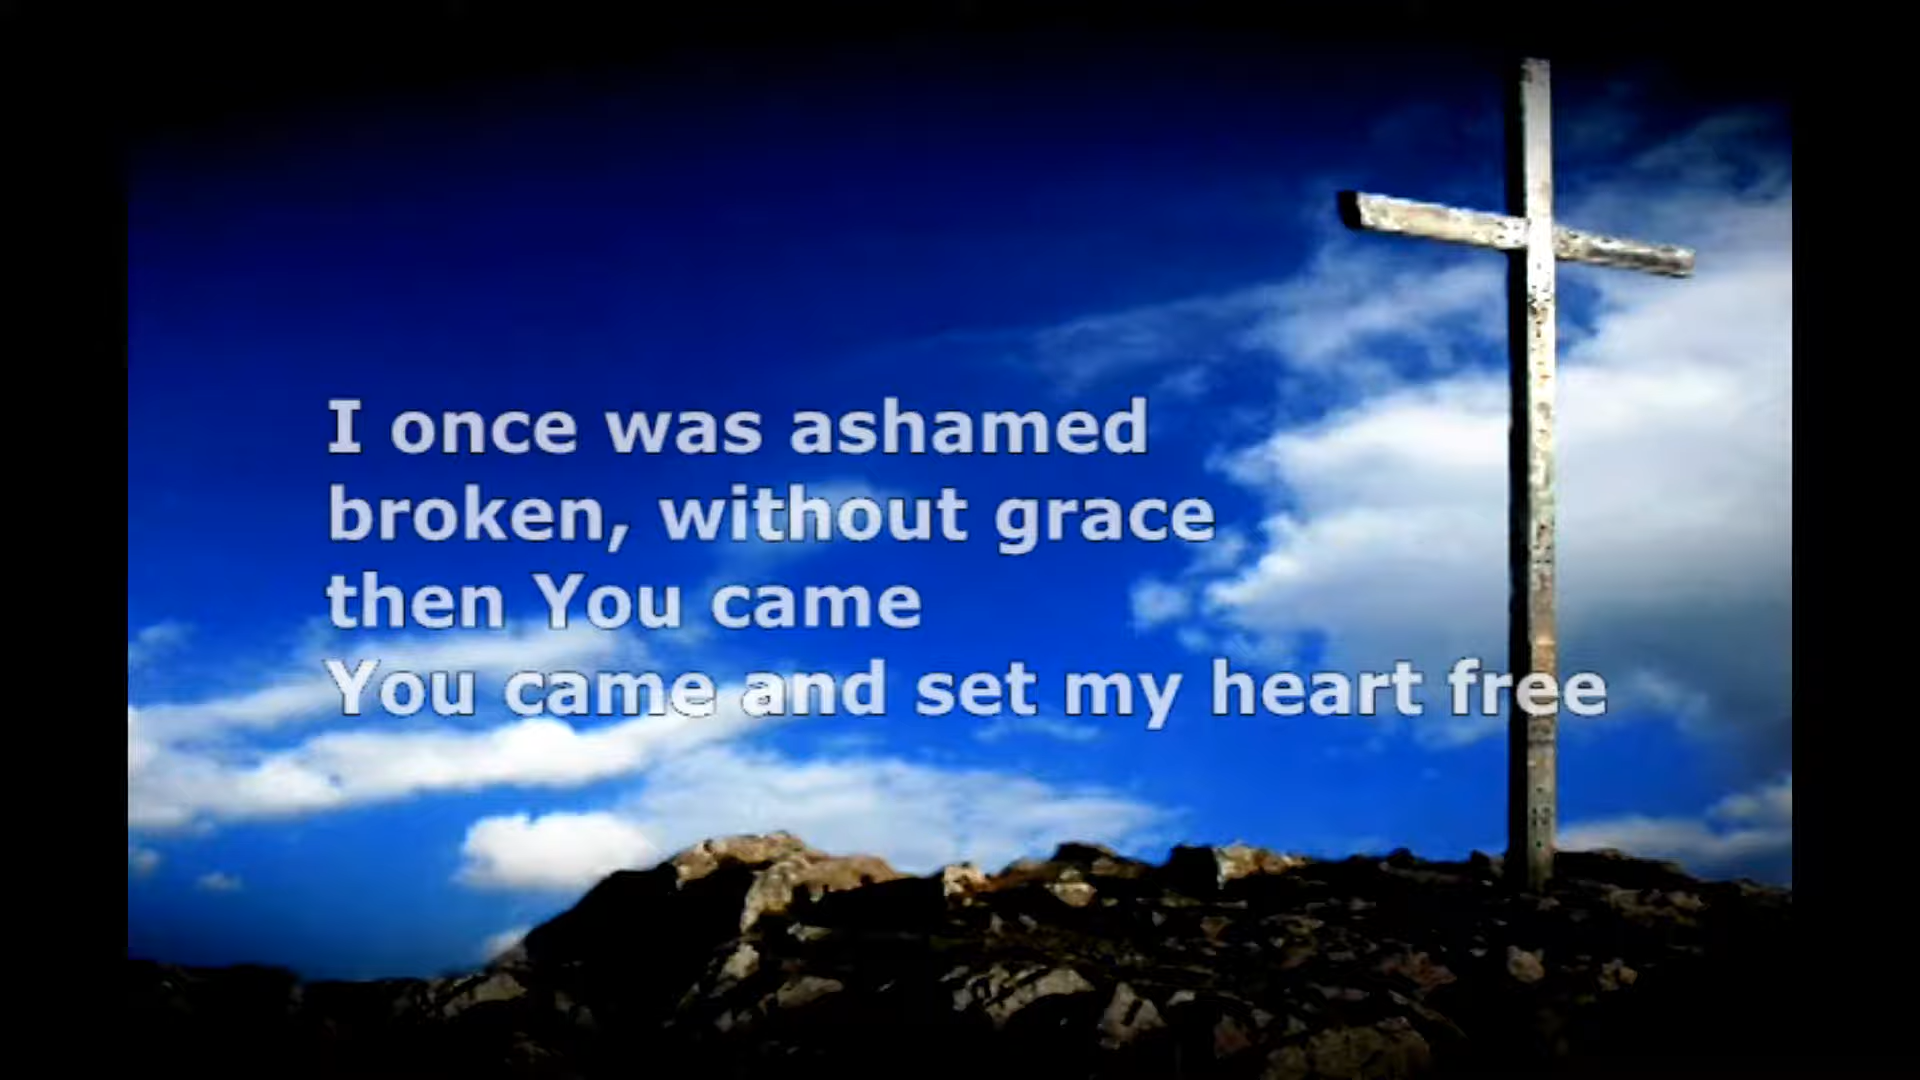 I once was ashamed
broken, without grace
then You came
You came and set my heart free